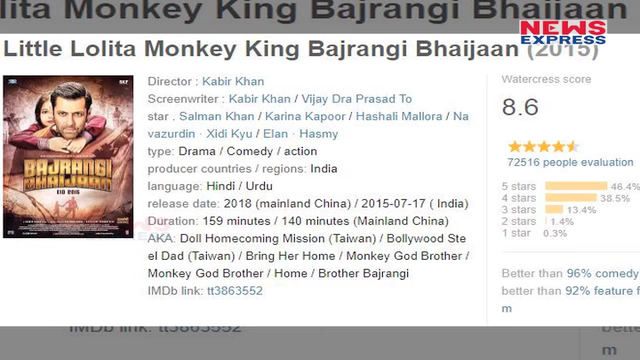 lita Monkey King Bajrangi Bhaijaan
NEWS
EXPRESS
Little Lolita Monkey King Bajrangi Bhaijaan (2015)
BAJRANGI
BHAIJAAN
EID 2015
Director : Kabir Khan
Screenwriter : Kabir Khan / Vijay Dra Prasad To
star . Salman Khan / Karina Kapoor / Hashali Mallora / Na
vazurdin · Xidi Kyu / Elan · Hasmy
type: Drama / Comedy / action
producer countries / regions: India
language: Hindi / Urdu
release date: 2018 (mainland China) / 2015-07-17 ( India)
Duration: 159 minutes / 140 minutes (Mainland China)
AKA: Doll Homecoming Mission (Taiwan) / Bollywood Ste
el Dad (Taiwan) / Bring Her Home / Monkey God Brother /
Monkey God Brother / Home / Brother Bajrangi
IMDb link: tt3863552
Watercress score
8.6
72516 people evaluation
5 stars 46.4%
4 stars 38.5%
3 stars 13.4%
2 stars 1.4%
1 star 0.3%
Better than 96% comedy
better than 92% feature f
m
IMDb link: tt3863552
bette
m